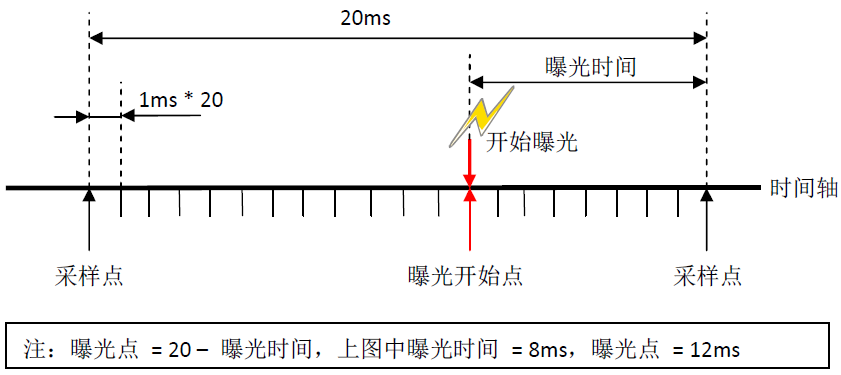 20ms
曝光时间
1ms * 20
开始曝光
时间轴
采样点
曝光开始点
采样点
注：曝光点 = 20 – 曝光时间，上图中曝光时间 = 8ms，曝光点 = 12ms